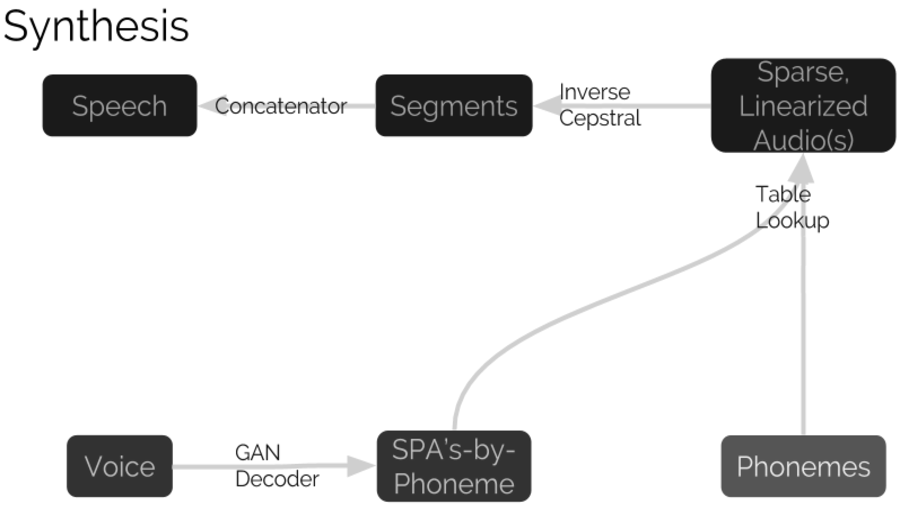 Synthesis
Speech
Concatenator
Segments
Inverse
Cepstral
Sparse,
Linearized
Audio(s)
Table
Lookup
Voice
GAN
Decoder
SPA's-by-
Phoneme
Phonemes